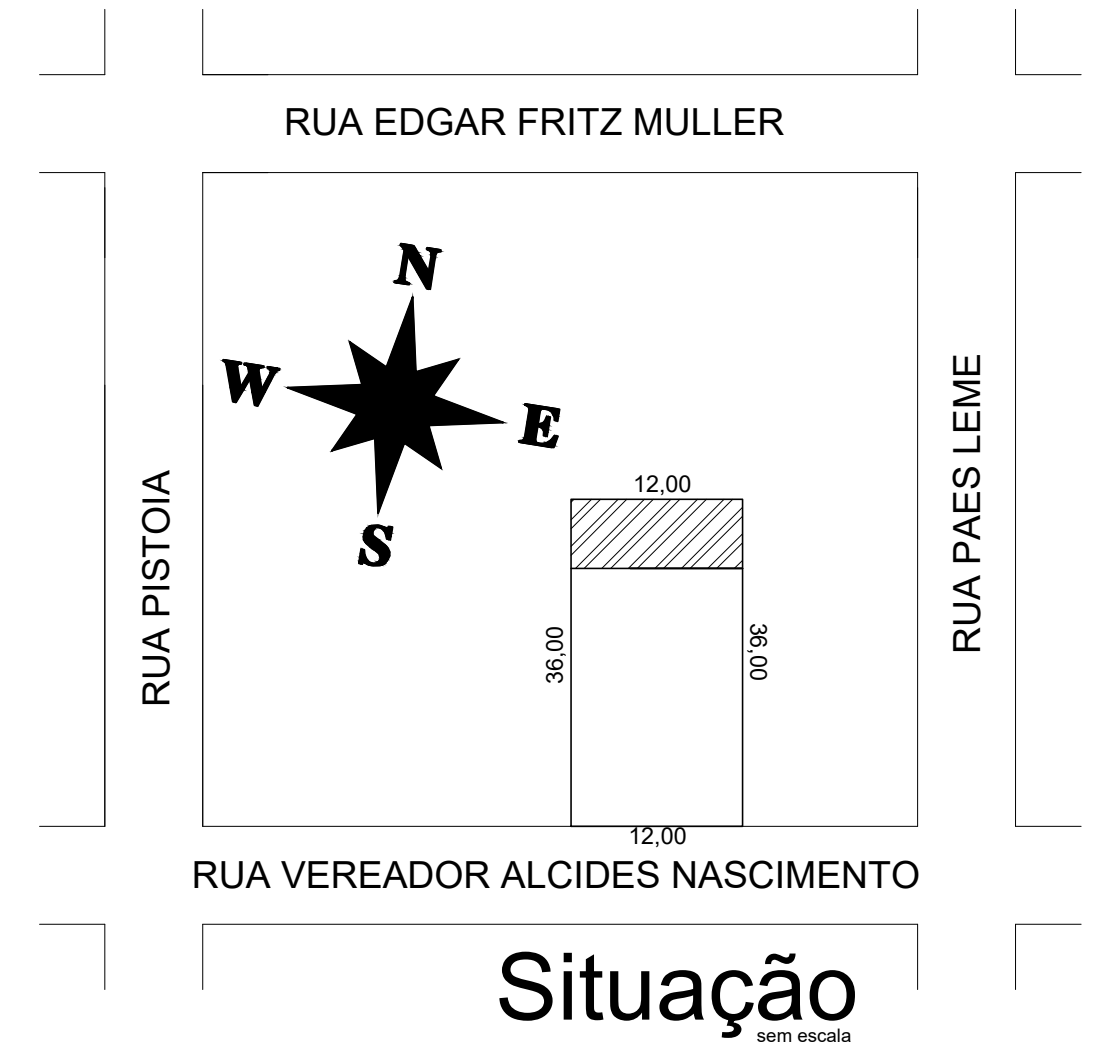 RUA EDGAR FRITZ MULLER
N
W
E
S
RUA PISTOIA
RUA PAES LEME
12,00
36,00
36,00
12,00
RUA VEREADOR ALCIDES NASCIMENTO
Situação
sem escala